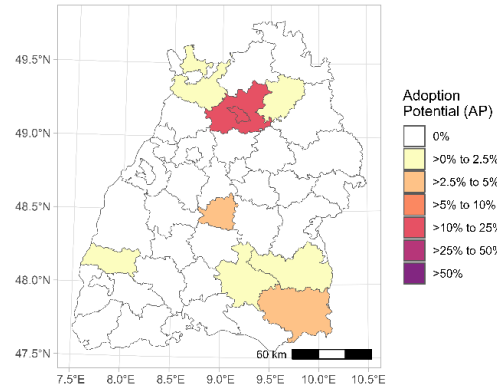 49.5°N
49.0°N
48.5°N
48.0°N
47.5°N
7.5°E
8.0°E
8.5°E
9.0°E
9.5°E
10.0°E
10.5°E
60 km
Adoption
Potential (AP)
0%
>0% to 2.5%
>2.5% to 5%
>5% to 10%
>10% to 25%
>25% to 50%
>50%